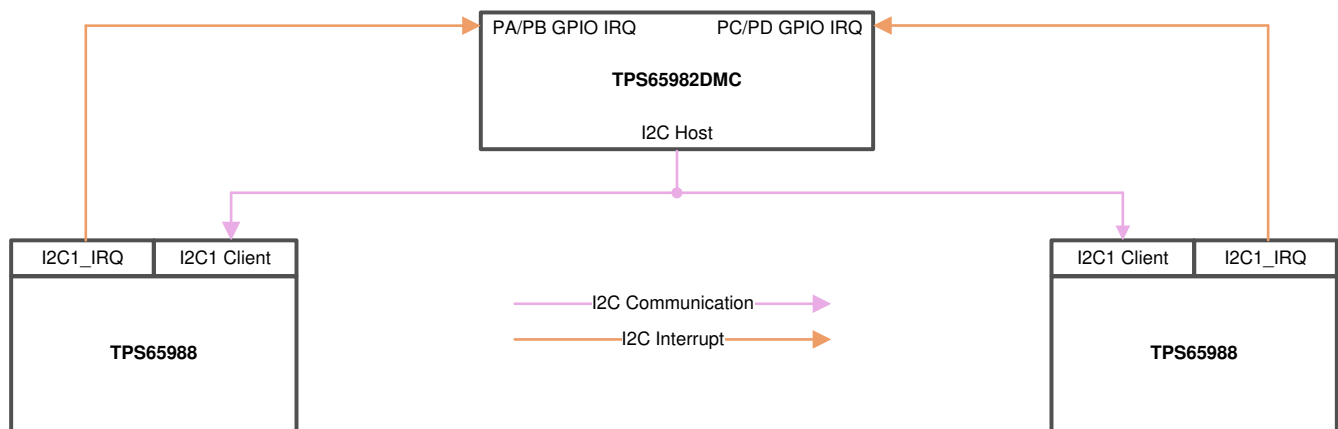 PA/PB GPIO IRQ
PC/PD GPIO IRQ
TPS65982DMC
I2C Host
I2C1_IRQ
I2C1 Client
I2C1 Client
I2C1_IRQ
I2C Communication
I2C Interrupt
TPS65988
TPS65988